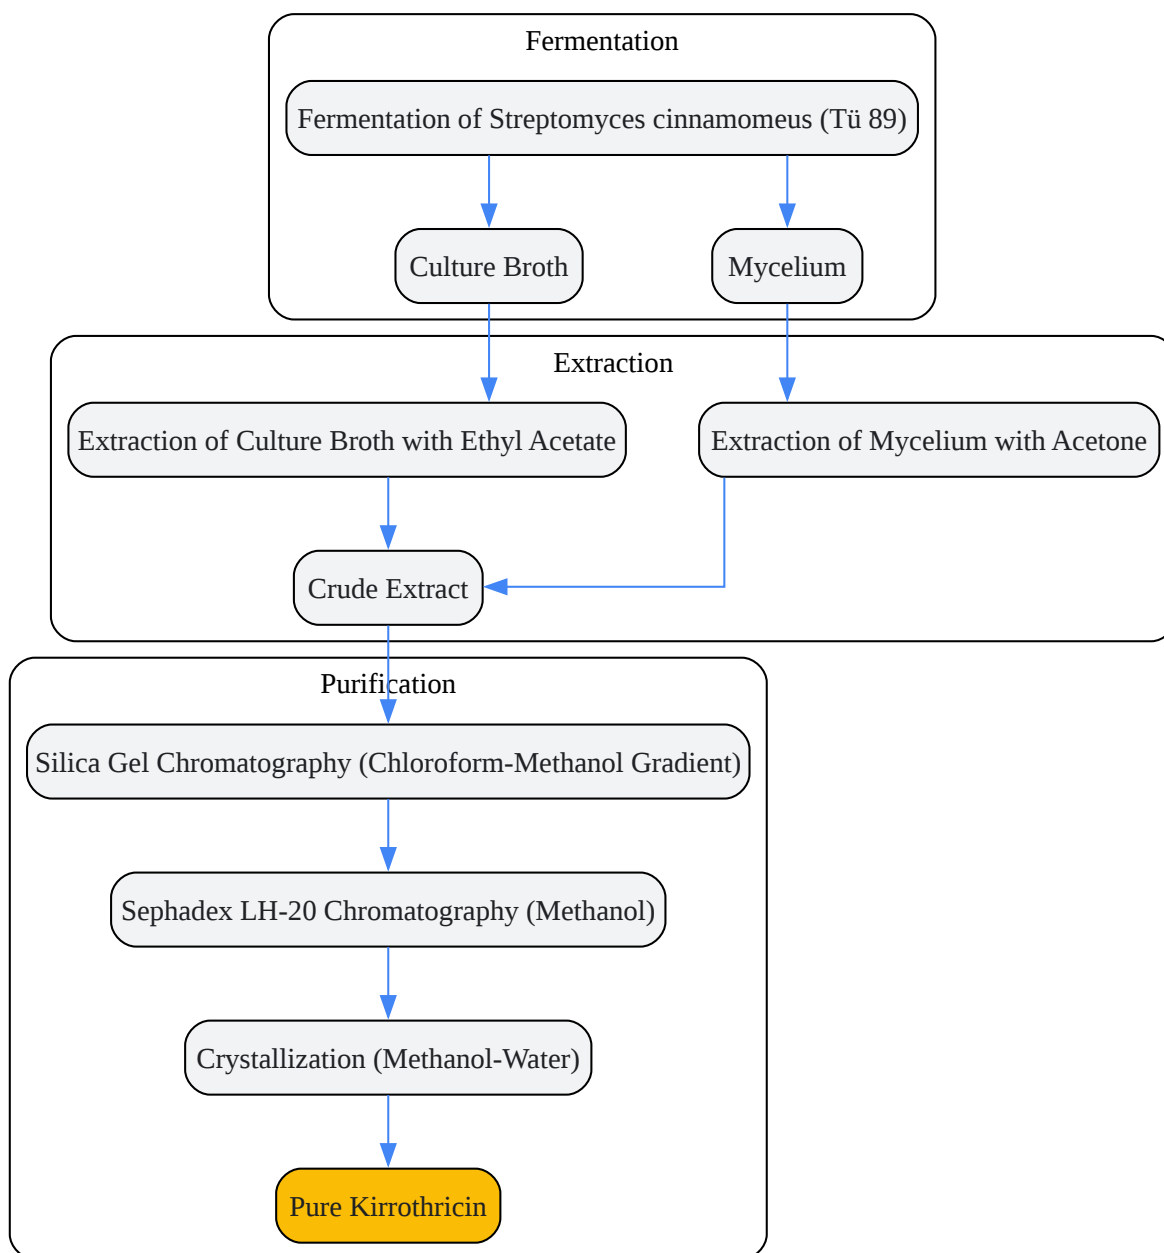 Fermentation
Fermentation of Streptomyces cinnamomeus (Tü 89)
Culture Broth
Mycelium
Extraction
Extraction of Culture Broth with Ethyl Acetate
Extraction of Mycelium with Acetone
Crude Extract
Purification
Silica Gel Chromatography (Chloroform-Methanol Gradient)
Sephadex LH-20 Chromatography (Methanol)
Crystallization (Methanol-Water)
Pure Kirrothricin